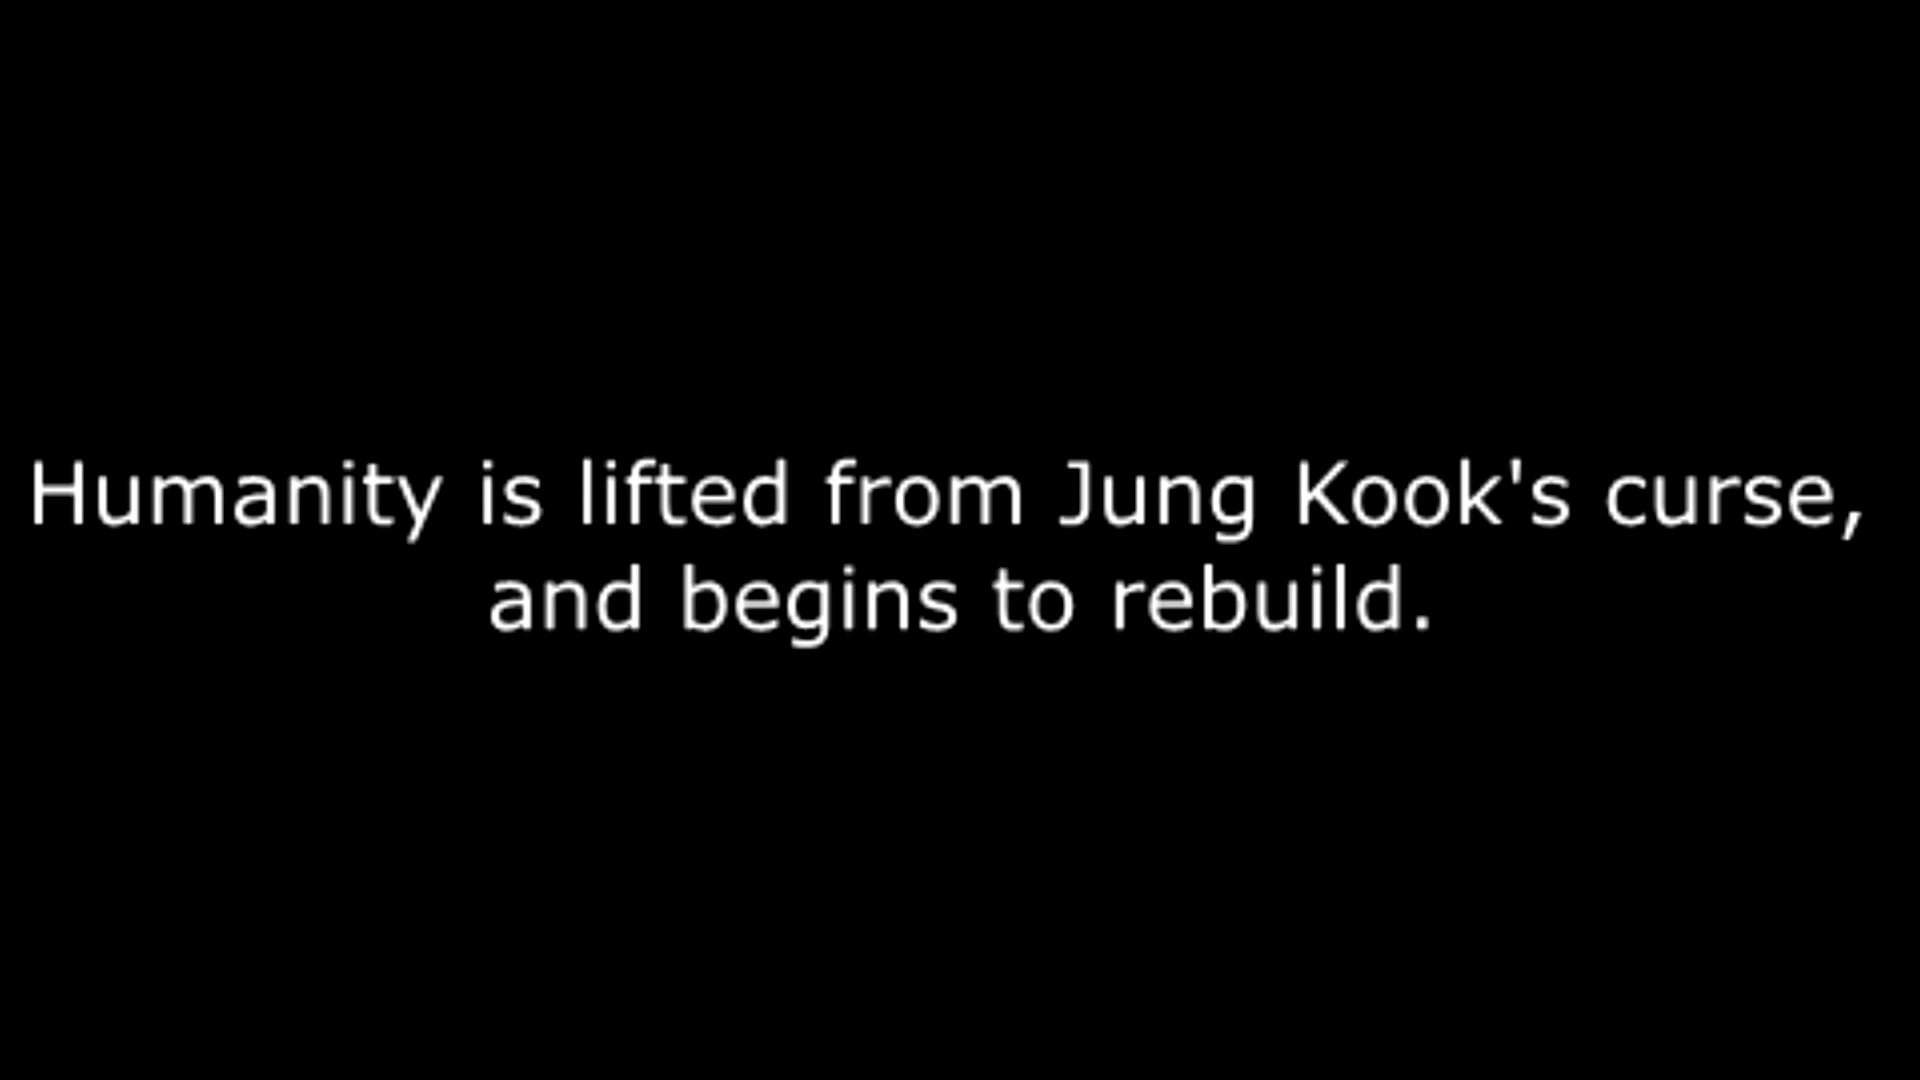 Humanity is lifted from Jung Kook's curse,
and begins to rebuild.